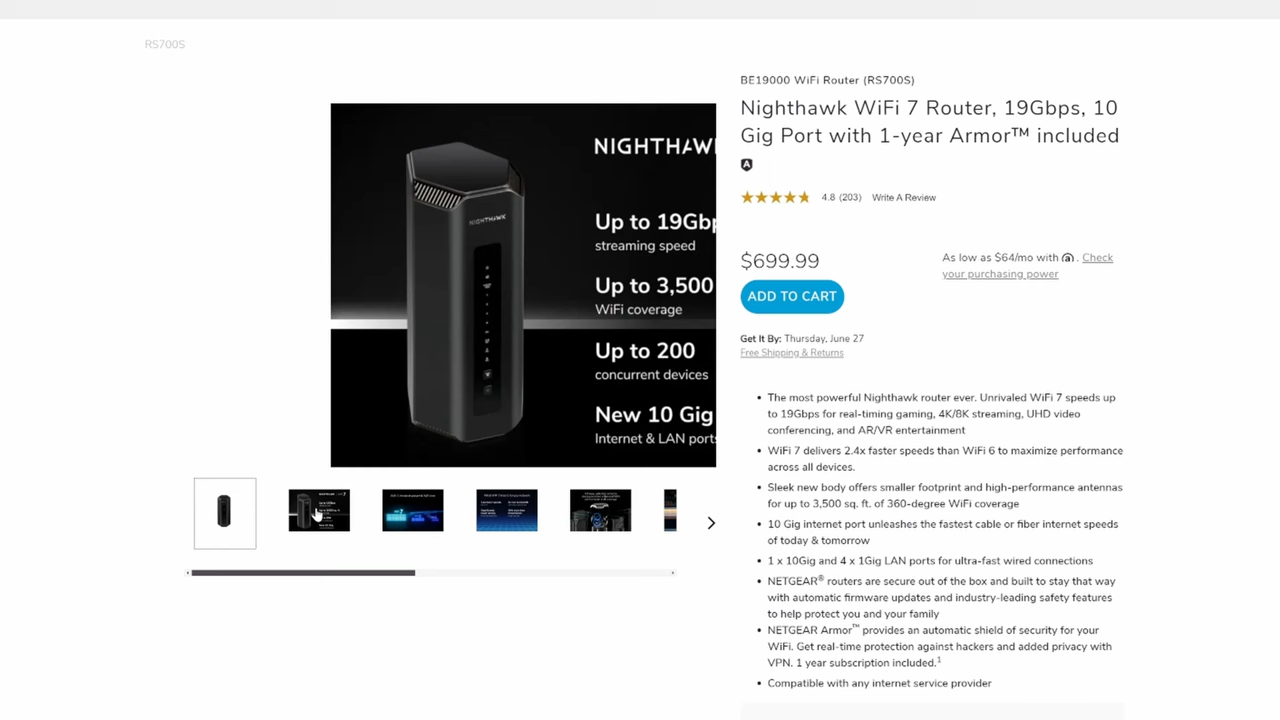 RS700S
BE19000 WiFi Router (RS700S)
Nighthawk WiFi 7 Router, 19Gbps, 10
Gig Port with 1-year Armor™ included
A
4.8 (203) Write A Review
$699.99
As low as $64/mo with . Check
your purchasing power
ADD TO CART
Get It By: Thursday, June 27
Free Shipping & Returns
• The most powerful Nighthawk router ever. Unrivaled WiFi 7 speeds up
to 19Gbps for real-timing gaming, 4K/8K streaming, UHD video
conferencing, and AR/VR entertainment
• WiFi 7 delivers 2.4x faster speeds than WiFi 6 to maximize performance
across all devices.
• Sleek new body offers smaller footprint and high-performance antennas
for up to 3,500 sq. ft. of 360-degree WiFi coverage
• 10 Gig internet port unleashes the fastest cable or fiber internet speeds
of today & tomorrow
• 1 x 10Gig and 4 x 1Gig LAN ports for ultra-fast wired connections
• NETGEAR® routers are secure out of the box and built to stay that way
with automatic firmware updates and industry-leading safety features
to help protect you and your family
• NETGEAR Armor™ provides an automatic shield of security for your
WiFi. Get real-time protection against hackers and added privacy with
VPN. 1 year subscription included.¹
• Compatible with any internet service provider
NIGHTHAWK
NIGHTHAWK
Up to 19Gbp
streaming speed
Up to 3,500
WiFi coverage
Up to 200
concurrent devices
New 10 Gig
Internet & LAN ports